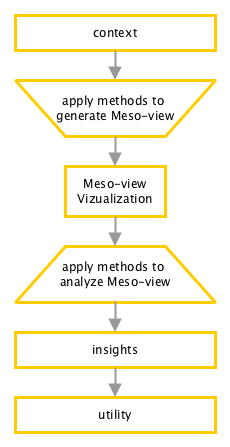 context
apply methods to
generate Meso-view
Meso-view
Vizualization
apply methods to
analyze Meso-view
insights
utility